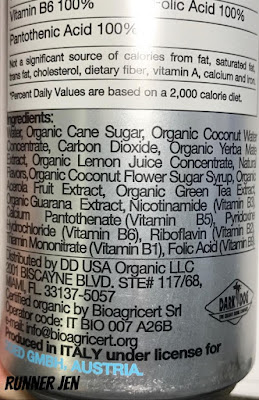 Vitamin B6 100%
Folic Acid 100%
Pantothenic Acid 100%
Not a significant source of calories from fat, saturated fat,
trans fat, cholesterol, dietary fiber, vitamin A, calcium and iron.
*Percent Daily Values are based on a 2,000 calorie diet.
Ingredients:
Water, Organic Cane Sugar, Organic Coconut Water
Concentrate, Carbon Dioxide, Organic Yerba Mate
Extract, Organic Lemon Juice Concentrate, Natural
Flavors, Organic Coconut Flower Sugar Syrup, Organic
Acerola Fruit Extract, Organic Green Tea Extract,
Organic Guarana Extract, Nicotinamide (Vitamin B3),
Calcium Pantothenate (Vitamin B5), Pyridoxine
Hydrochloride (Vitamin B6), Riboflavin (Vitamin B2),
Thiamin Mononitrate (Vitamin B1), Folic Acid (Vitamin
Distributed by DD USA Organic LLC
2001 BISCAYNE BLVD. STE# 117/68,
MIAMI, FL 33137-5057
Certified organic by Bioagricert Srl
Operator code: IT BIO 007 A26B
E-mail: info@bioagricert.org
Produced in ITALY under license for
GMBH, AUSTRIA.
DARK DOG
RUNNER JEN